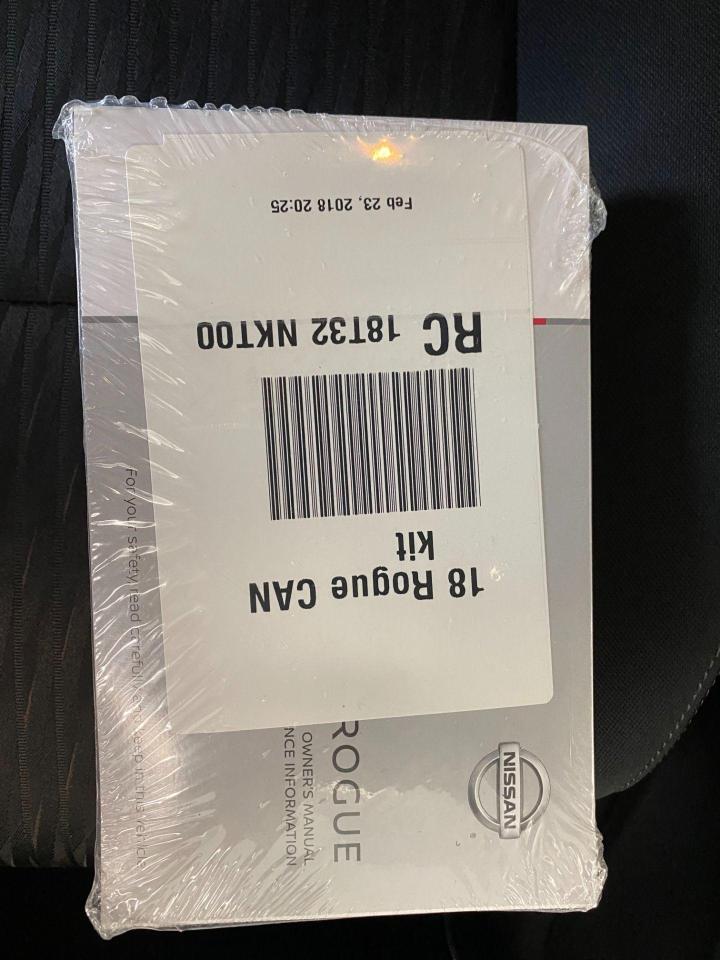 18 Rogue CAN
kit
RC 18T32 NKT00
Feb 23, 2018 20:25
NISSAN
ROGUE
OWNER'S MANUAL
INFORMATION
For your safety, read carefully and keep in this vehicle